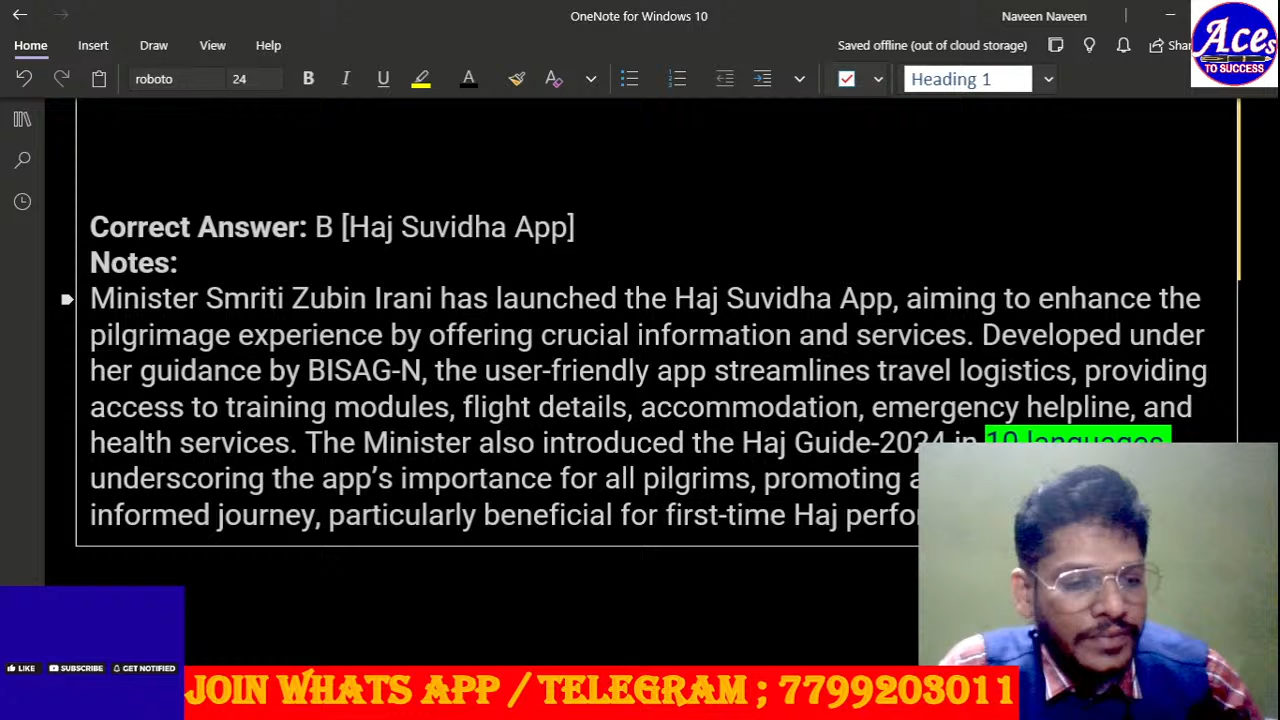 OneNote for Windows 10
Naveen Naveen
Home Insert Draw View Help
Saved offline (out of cloud storage)
Shar
Aces
TO SUCCESS
roboto 24 B I U A A Heading 1
Correct Answer: B [Haj Suvidha App]
Notes:
Minister Smriti Zubin Irani has launched the Haj Suvidha App, aiming to enhance the
pilgrimage experience by offering crucial information and services. Developed under
her guidance by BISAG-N, the user-friendly app streamlines travel logistics, providing
access to training modules, flight details, accommodation, emergency helpline, and
health services. The Minister also introduced the Haj Guide-2024 in 10 languages
underscoring the app’s importance for all pilgrims, promoting a
informed journey, particularly beneficial for first-time Haj perfor
LIKE SUBSCRIBE GET NOTIFIED
JOIN WHATS APP / TELEGRAM ; 7799203011